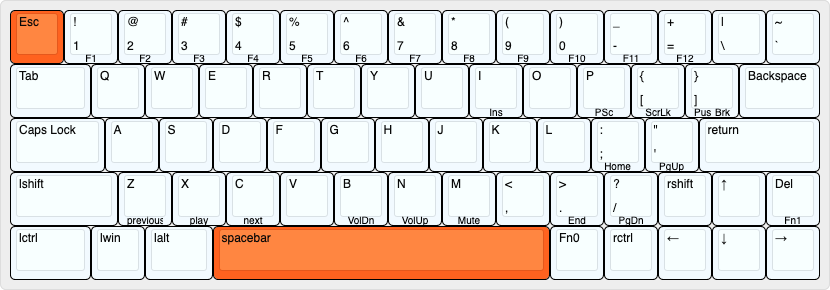 Esc ! @ # $ % ^ & * ( ) _ + | ~
1 2 3 4 5 6 7 8 9 0 - = \ `
F1 F2 F3 F4 F5 F6 F7 F8 F9 F10 F11 F12
Tab Q W E R T Y U I O P { } Backspace
[ ]
Ins PSc ScrLk Pus Brk
Caps Lock A S D F G H J K L : " return
; '
Home PgUp
lshift Z X C V B N M < > ? rshift ↑ Del
, . /
previous play next VolDn VolUp Mute End PgDn Fn1
lctrl lwin lalt spacebar Fn0 rctrl ← ↓ →